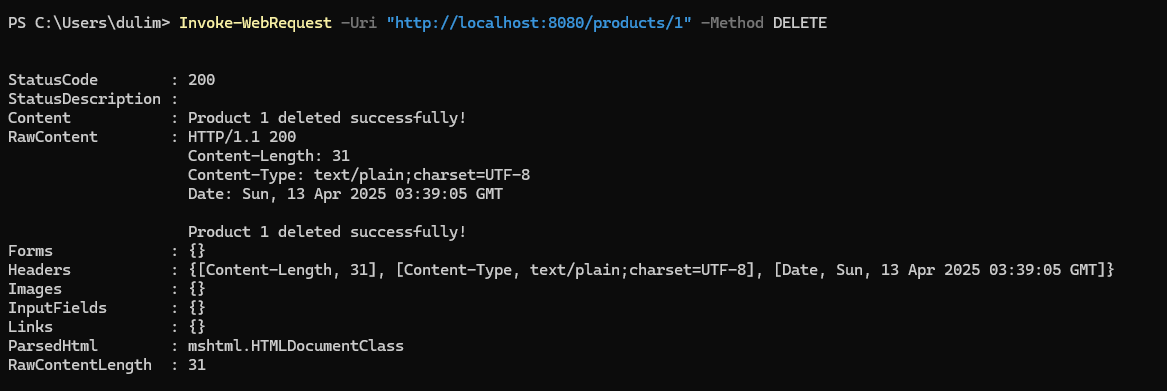 PS C:\Users\dulim> Invoke-WebRequest -Uri "http://localhost:8080/products/1" -Method DELETE
StatusCode        : 200
StatusDescription :
Content           : Product 1 deleted successfully!
RawContent        : HTTP/1.1 200
                    Content-Length: 31
                    Content-Type: text/plain;charset=UTF-8
                    Date: Sun, 13 Apr 2025 03:39:05 GMT

                    Product 1 deleted successfully!
Forms             : {}
Headers           : {[Content-Length, 31], [Content-Type, text/plain;charset=UTF-8], [Date, Sun, 13 Apr 2025 03:39:05 GMT]}
Images            : {}
InputFields       : {}
Links             : {}
ParsedHtml        : mshtml.HTMLDocumentClass
RawContentLength  : 31